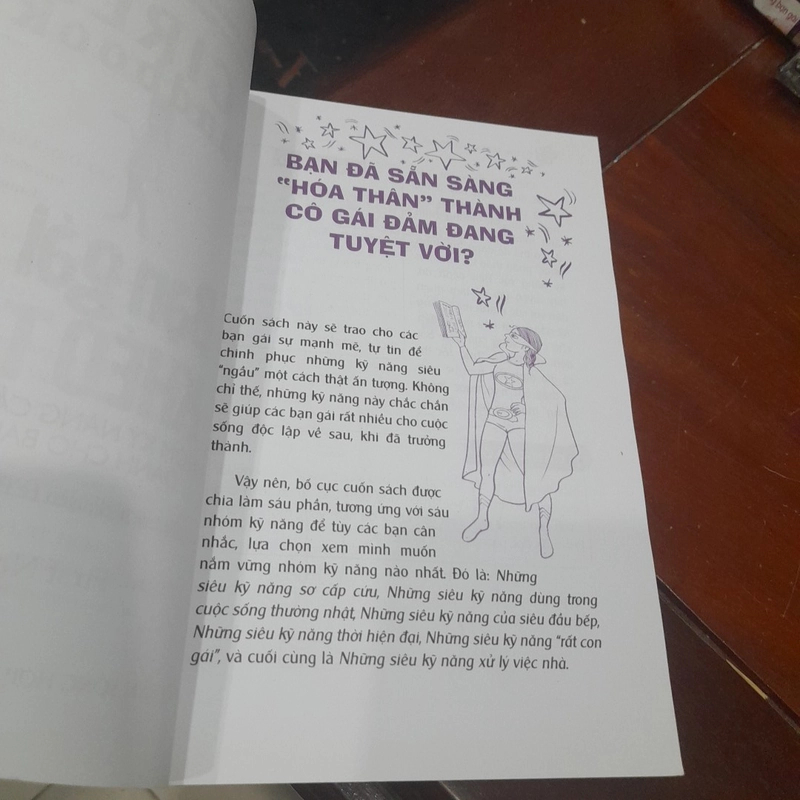 BẠN ĐÃ SẴN SÀNG
“HÓA THÂN” THÀNH
CÔ GÁI ĐẢM ĐANG
TUYỆT VỜI?
Cuốn sách này sẽ trao cho các
bạn gái sự mạnh mẽ, tự tin để
chinh phục những kỹ năng siêu
“ngầu” một cách thật ấn tượng. Không
chỉ thế, những kỹ năng này chắc chắn
sẽ giúp các bạn gái rất nhiều cho cuộc
sống độc lập về sau, khi đã trưởng
thành.
Vậy nên, bố cục cuốn sách được
chia làm sáu phần, tương ứng với sáu
nhóm kỹ năng để tùy các bạn cân
nhắc, lựa chọn xem mình muốn
nắm vững nhóm kỹ năng nào nhất. Đó là: Những
siêu kỹ năng sơ cấp cứu, Những siêu kỹ năng dùng trong
cuộc sống thường nhật, Những siêu kỹ năng của siêu đầu bếp,
Những siêu kỹ năng thời hiện đại, Những siêu kỹ năng “rất con
gái”, và cuối cùng là Những siêu kỹ năng xử lý việc nhà.